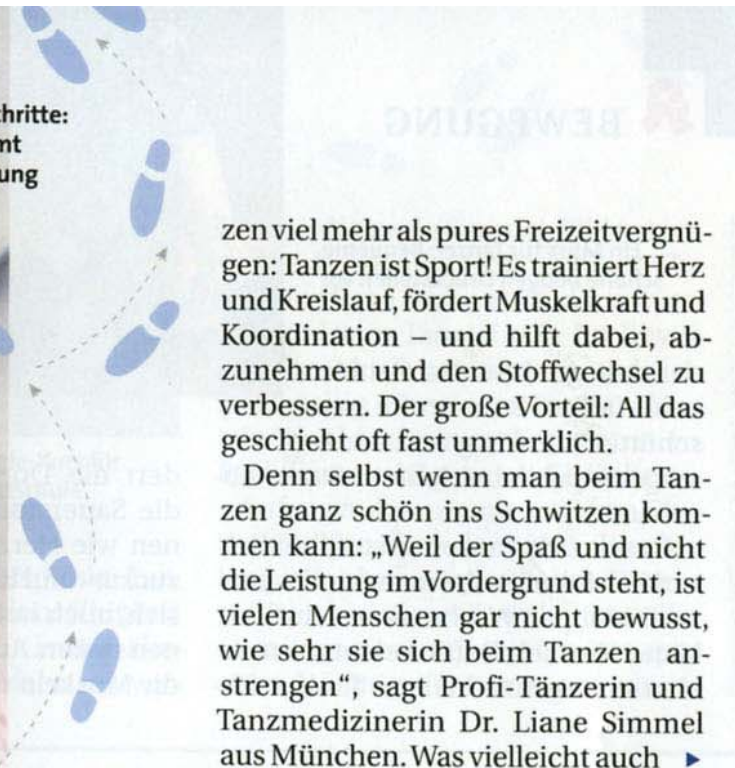 zen viel mehr als pures Freizeitvergnü-
gen: Tanzen ist Sport! Es trainiert Herz
und Kreislauf, fördert Muskelkraft und
Koordination – und hilft dabei, ab-
zunehmen und den Stoffwechsel zu
verbessern. Der große Vorteil: All das
geschieht oft fast unmerklich.
Denn selbst wenn man beim Tan-
zen ganz schön ins Schwitzen kom-
men kann: „Weil der Spaß und nicht
die Leistung im Vordergrund steht, ist
vielen Menschen gar nicht bewusst,
wie sehr sie sich beim Tanzen an-
strengen“, sagt Profi-Tänzerin und
Tanzmedizinerin Dr. Liane Simmel
aus München. Was vielleicht auch